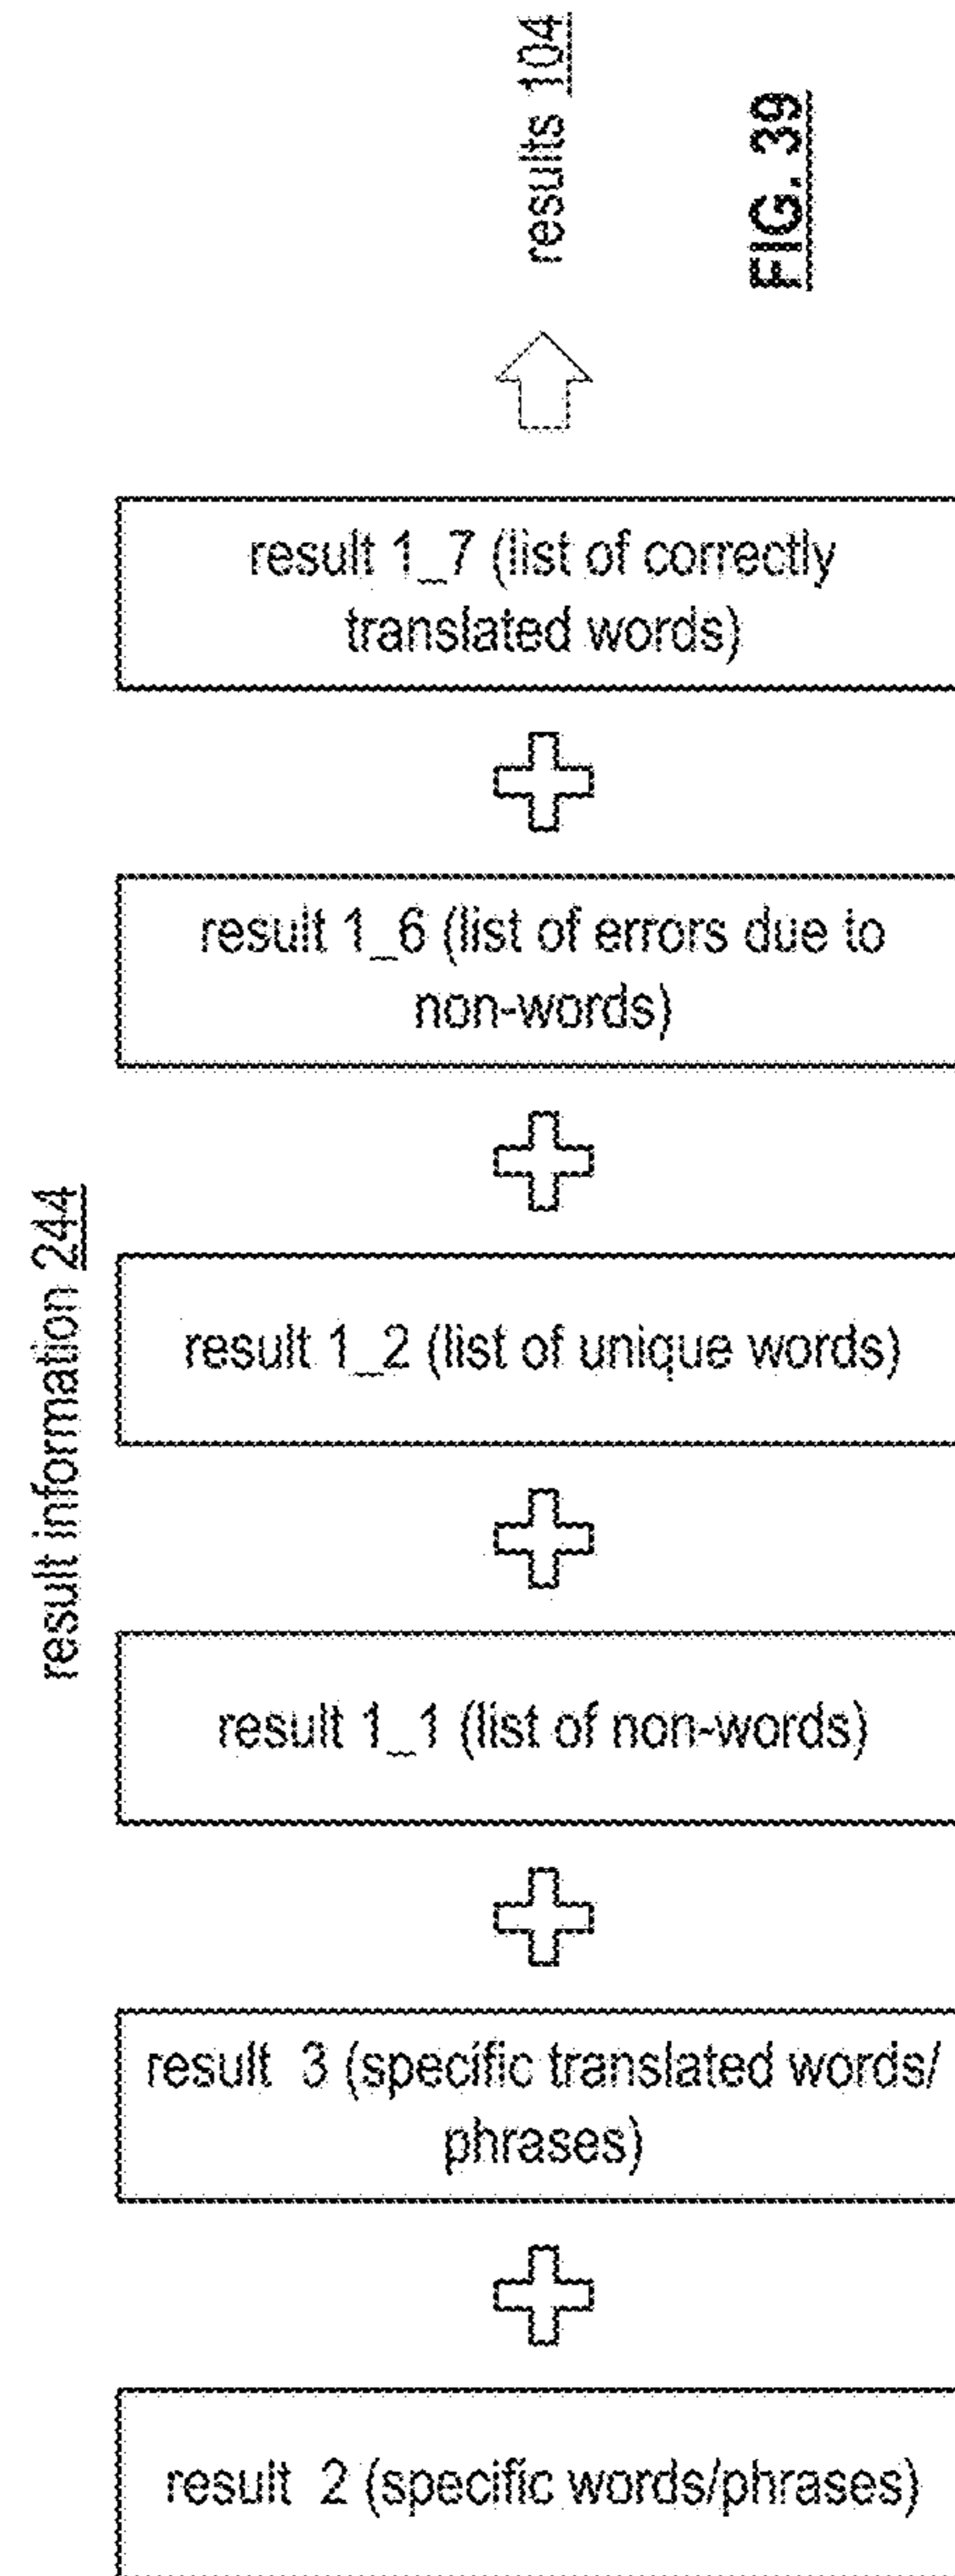 results 104
FIG. 39
result 1_7 (list of correctly
translated words)
result 1_6 (list of errors due to
non-words)
result information 244
result 1_2 (list of unique words)
result 1_1 (list of non-words)
result 3 (specific translated words/
phrases)
result 2 (specific words/phrases)